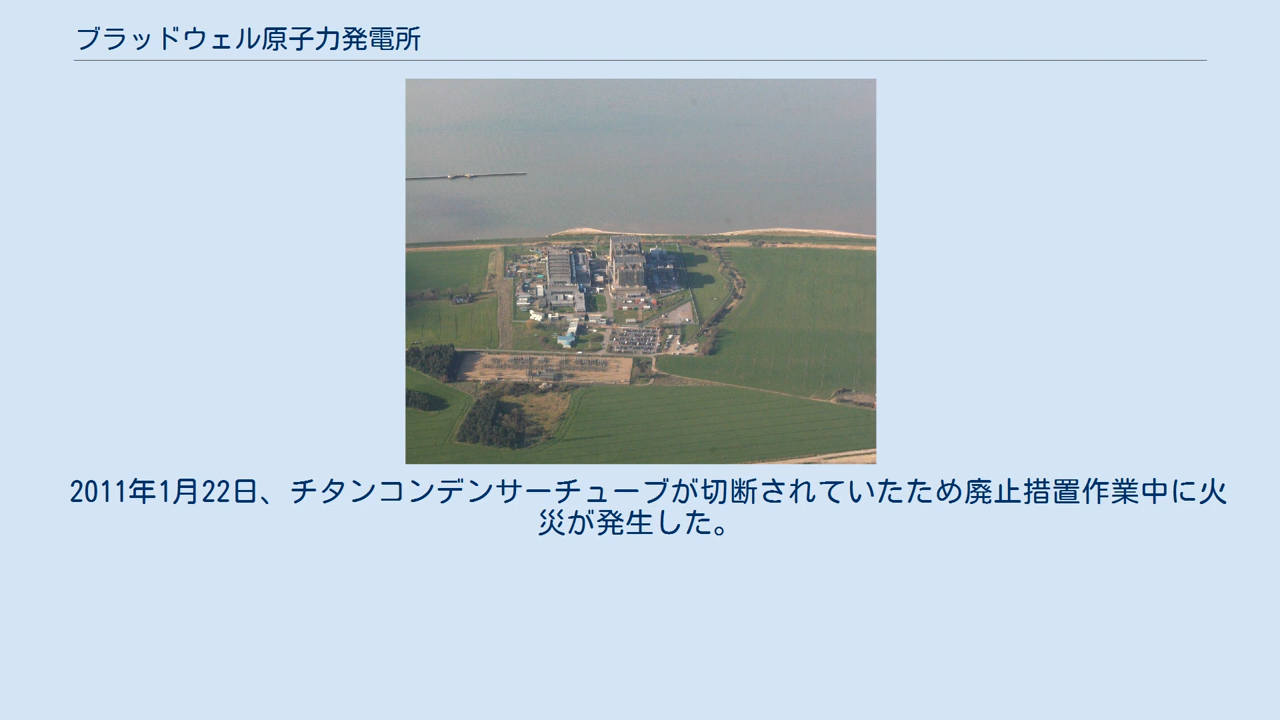 ブラッドウェル原子力発電所
2011年1月22日、チタンコンデンサーチューブが切断されていたため廃止措置作業中に火
災が発生した。